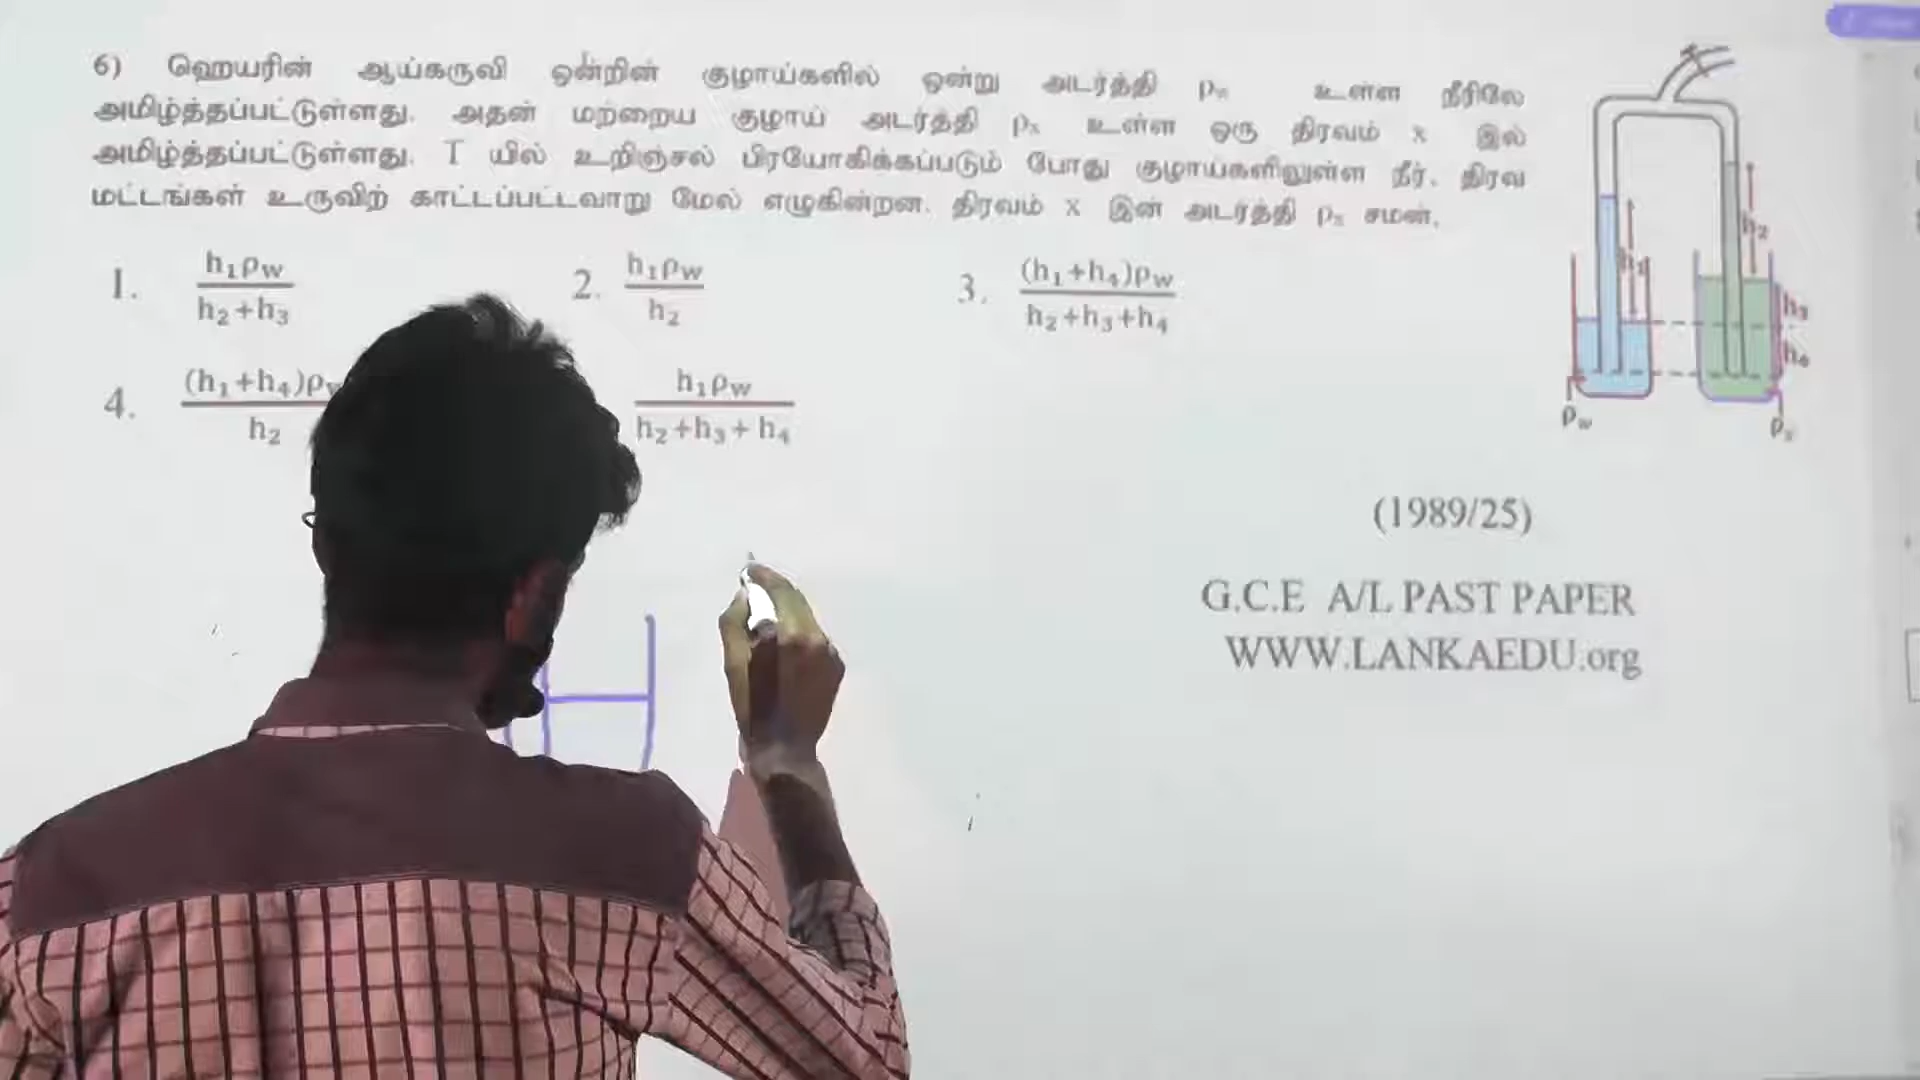 6) ஹெயரின் ஆய்கருவி ஒன்றின் குழாய்களில் ஒன்று அடர்த்தி ρw உள்ள நீரிலே
அமிழ்த்தப்பட்டுள்ளது. அதன் மற்றைய குழாய் அடர்த்தி ρx உள்ள ஒரு திரவம் x இல்
அமிழ்த்தப்பட்டுள்ளது. T யில் உறிஞ்சல் பிரயோகிக்கப்படும் போது குழாய்களிலுள்ள நீர், திரவ
மட்டங்கள் உருவிற் காட்டப்பட்டவாறு மேல் எழுகின்றன. திரவம் x இன் அடர்த்தி ρx சமன்,
1. h₁ρw / h₂+h₃ 2. h₁ρw / h₂ 3. (h₁+h₄)ρw / h₂+h₃+h₄
4. (h₁+h₄)ρw / h₂ h₁ρw / h₂+h₃+h₄
h₂
h₁
h₃
h₄
ρw ρx
(1989/25)
G.C.E A/L PAST PAPER
WWW.LANKAEDU.org